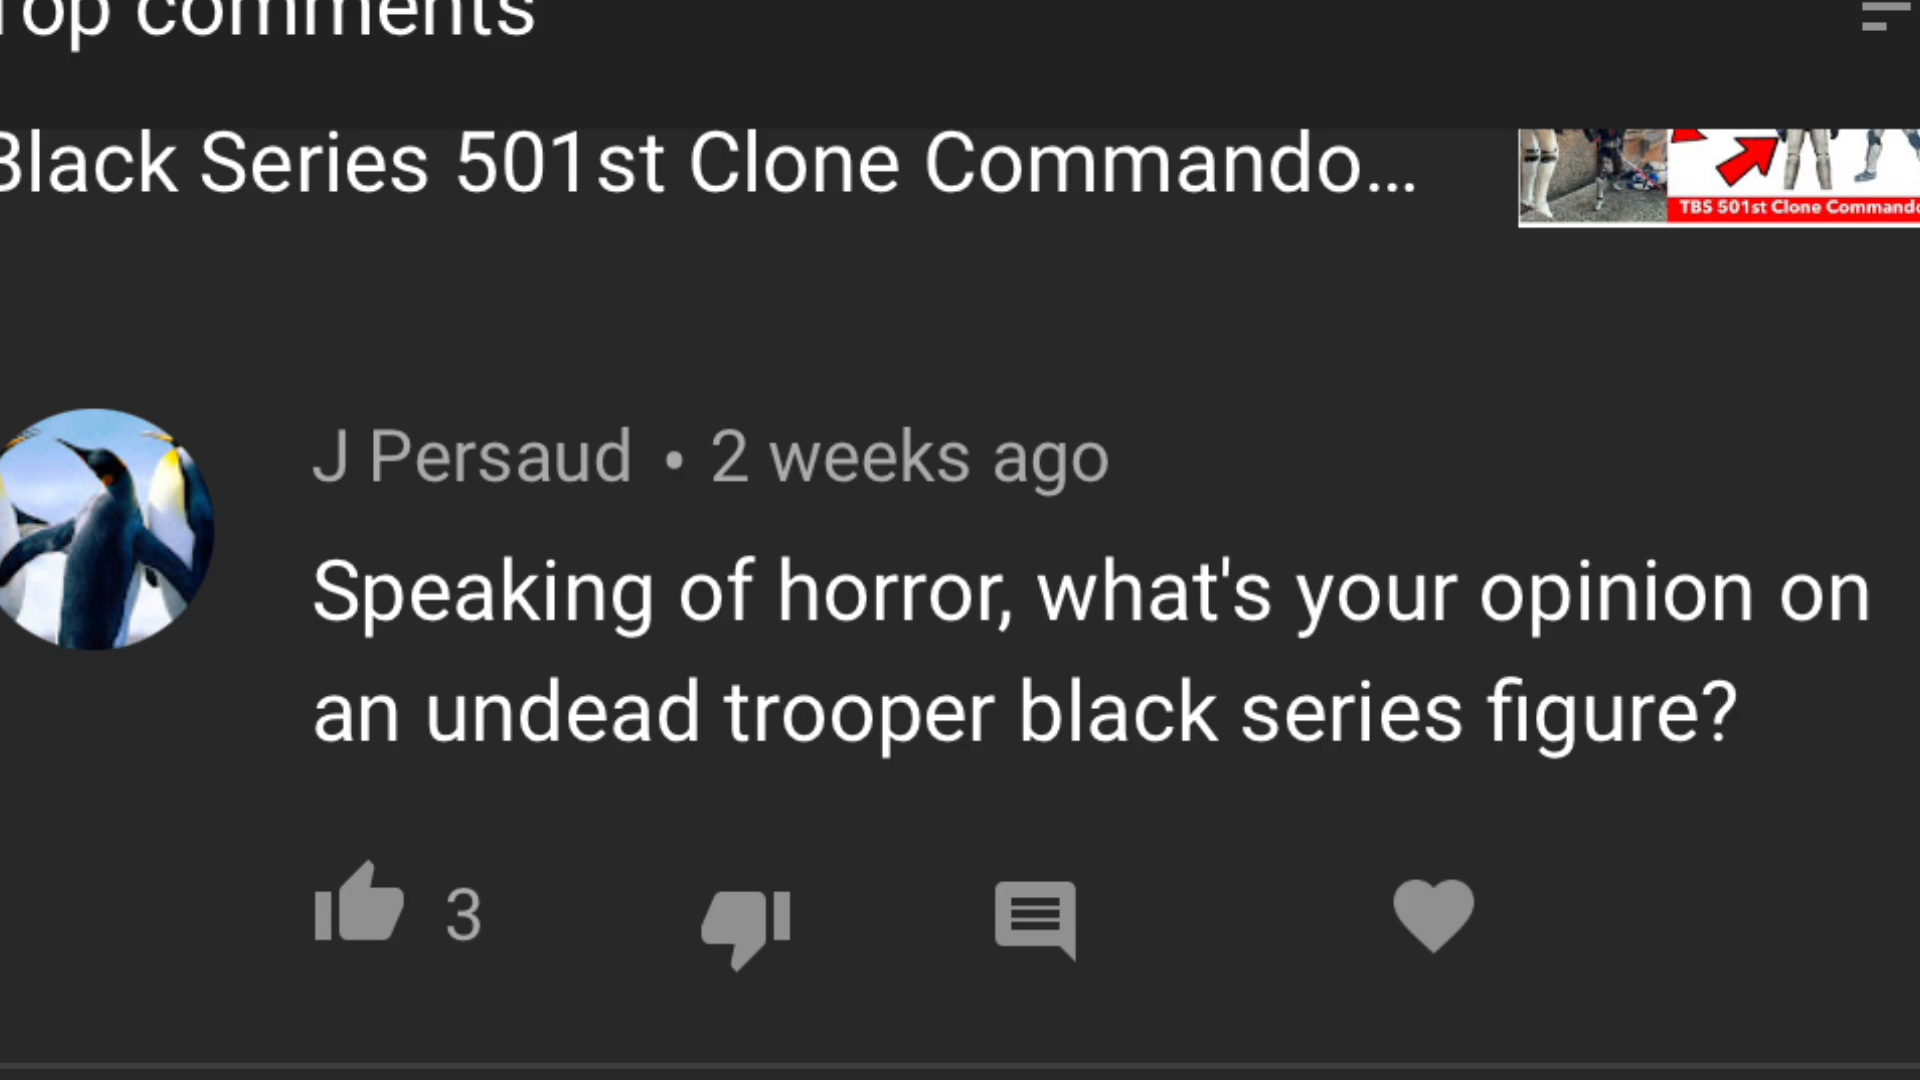 Top comments
Black Series 501st Clone Commando...
TBS 501st Clone Commando
J Persaud • 2 weeks ago
Speaking of horror, what's your opinion on
an undead trooper black series figure?
3